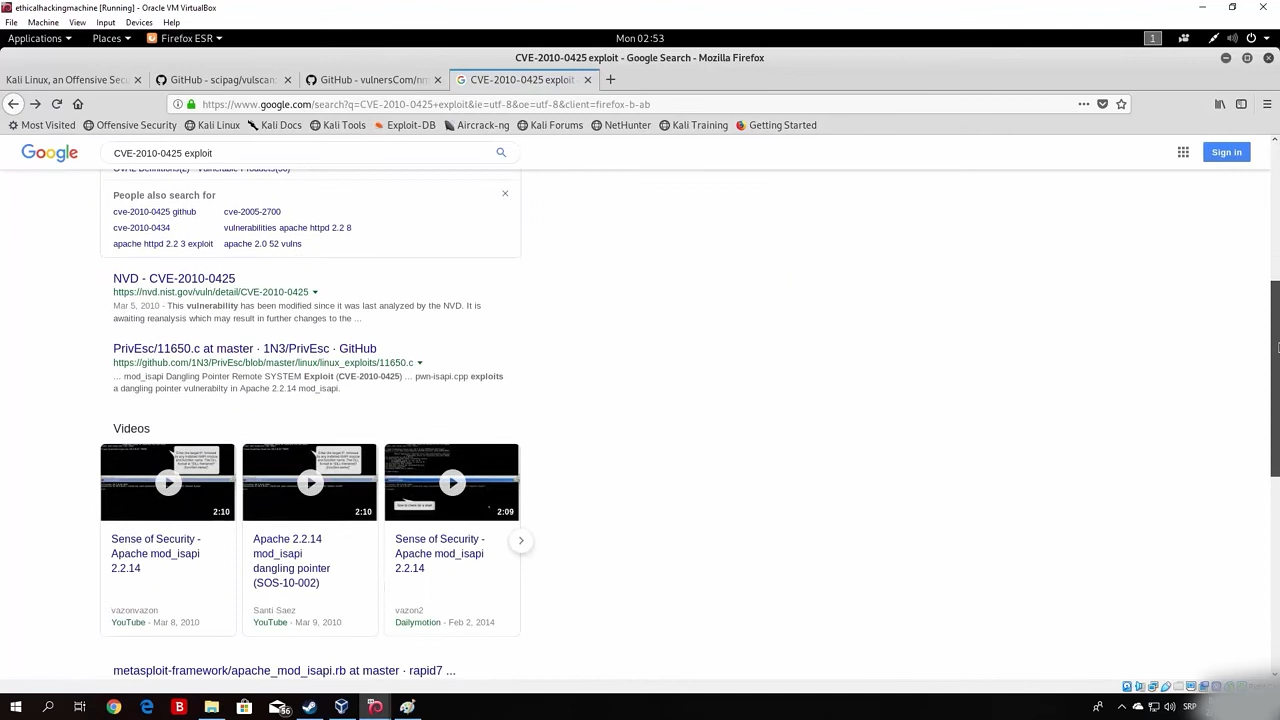 ethicalhackingmachine [Running] - Oracle VM VirtualBox
File Machine View Input Devices Help
Applications Places Firefox ESR Mon 02:53 1
CVE-2010-0425 exploit - Google Search - Mozilla Firefox
Kali Linux, an Offensive Secu GitHub - scipag/vulscan GitHub - vulnersCom/nm CVE-2010-0425 exploit
https://www.google.com/search?q=CVE-2010-0425+exploit&ie=utf-8&oe=utf-8&client=firefox-b-ab
Most Visited Offensive Security Kali Linux Kali Docs Kali Tools Exploit-DB Aircrack-ng Kali Forums NetHunter Kali Training Getting Started
Google CVE-2010-0425 exploit Sign in
OVAL Definitions(2) Vulnerable Products(50)
People also search for
cve-2010-0425 github cve-2005-2700
cve-2010-0434 vulnerabilities apache httpd 2.2 8
apache httpd 2.2 3 exploit apache 2.0 52 vulns
NVD - CVE-2010-0425
https://nvd.nist.gov/vuln/detail/CVE-2010-0425
Mar 5, 2010 - This vulnerability has been modified since it was last analyzed by the NVD. It is
awaiting reanalysis which may result in further changes to the ...
PrivEsc/11650.c at master · 1N3/PrivEsc · GitHub
https://github.com/1N3/PrivEsc/blob/master/linux/linux_exploits/11650.c
... mod_isapi Dangling Pointer Remote SYSTEM Exploit (CVE-2010-0425) ... pwn-isapi.cpp exploits
a dangling pointer vulnerabilty in Apache 2.2.14 mod_isapi.
Videos
2:10 2:10 2:09
Sense of Security - Apache 2.2.14 Sense of Security -
Apache mod_isapi mod_isapi Apache mod_isapi
2.2.14 dangling pointer 2.2.14
(SOS-10-002)
vazonvazon Santi Saez vazon2
YouTube - Mar 8, 2010 YouTube - Mar 9, 2010 Dailymotion - Feb 2, 2014
metasploit-framework/apache_mod_isapi.rb at master · rapid7 ...
B 56 SRP